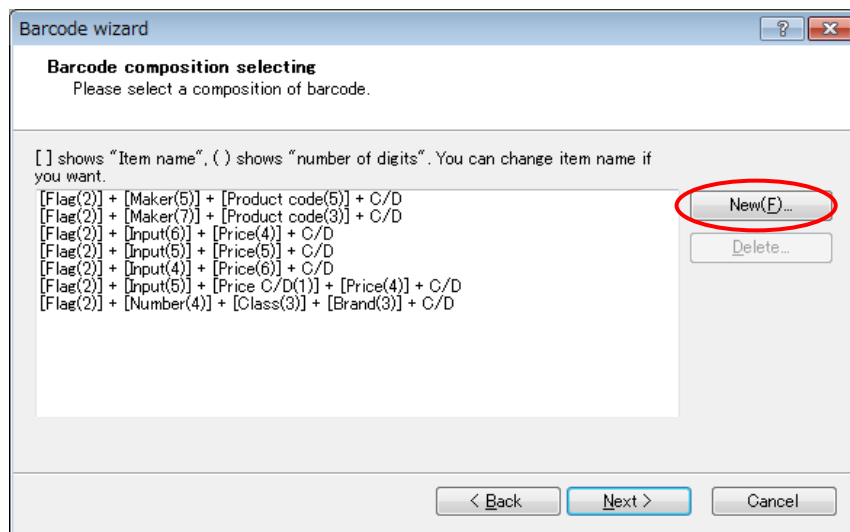 Barcode wizard
Barcode composition selecting
Please select a composition of barcode.
[ ] shows "Item name", ( ) shows "number of digits". You can change item name if
you want.
[Flag(2)] + [Maker(5)] + [Product code(5)] + C/D
[Flag(2)] + [Maker(7)] + [Product code(3)] + C/D
[Flag(2)] + [Input(6)] + [Price(4)] + C/D
[Flag(2)] + [Input(5)] + [Price(5)] + C/D
[Flag(2)] + [Input(4)] + [Price(6)] + C/D
[Flag(2)] + [Input(5)] + [Price C/D(1)] + [Price(4)] + C/D
[Flag(2)] + [Number(4)] + [Class(3)] + [Brand(3)] + C/D
New(F)...
Delete...
< Back
Next >
Cancel